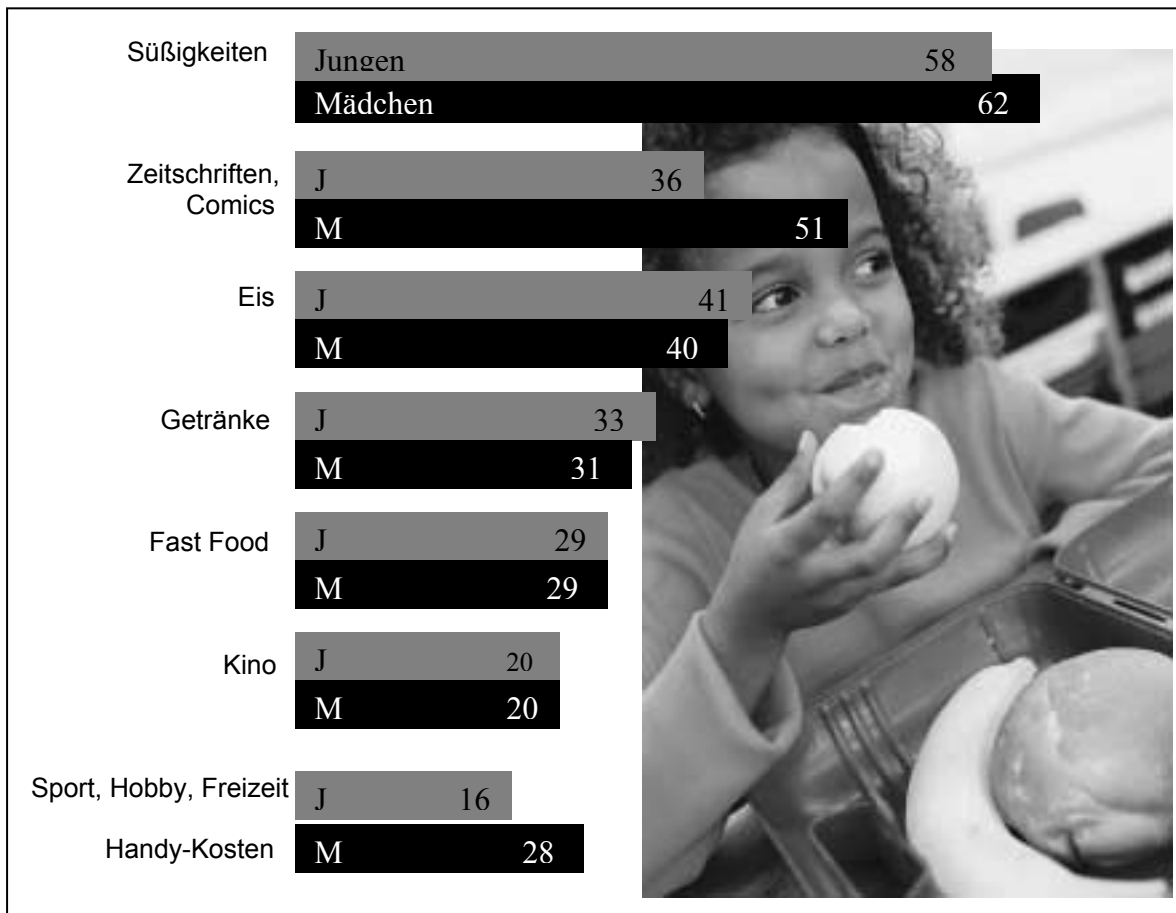 Süßigkeiten
Jungen 58
Mädchen 62
Zeitschriften,
Comics
J 36
M 51
Eis
J 41
M 40
Getränke
J 33
M 31
Fast Food
J 29
M 29
Kino
J 20
M 20
Sport, Hobby, Freizeit
J 16
Handy-Kosten
M 28